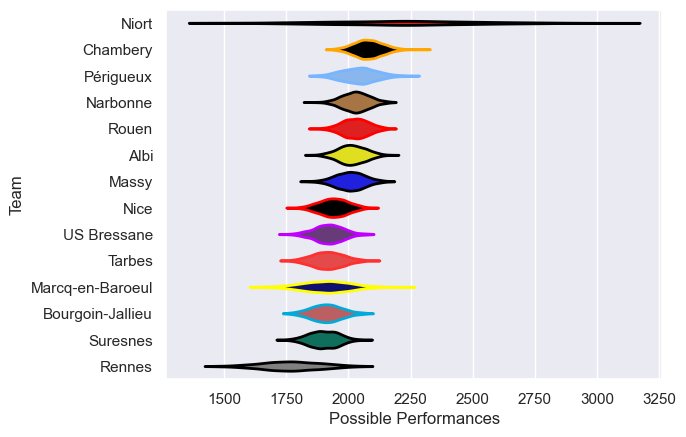 Niort
Chambery
Périgueux
Narbonne
Rouen
Albi
Massy
Nice
US Bressane
Tarbes
Marcq-en-Baroeul
Bourgoin-Jallieu
Suresnes
Rennes
Team
1500 1750 2000 2250 2500 2750 3000 3250
Possible Performances